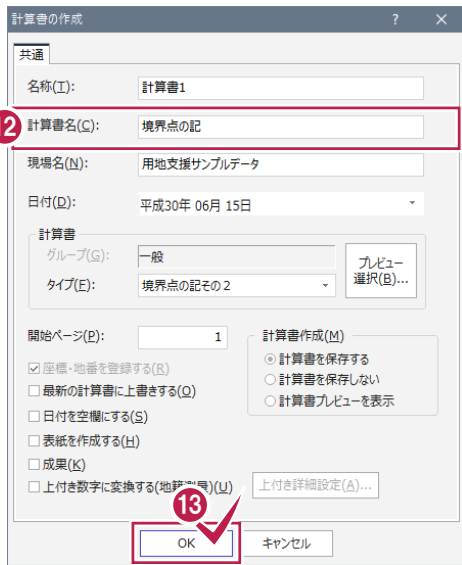 計算書の作成 ? ×
共通
名称(T): 計算書1
12 計算書名(C): 境界点の記
現場名(N): 用地支援サンプルデータ
日付(D): 平成30年 06月 15日
計算書
グループ(G): 一般
タイプ(F): 境界点の記その2
プレビュー
選択(B)...
開始ページ(P): 1
計算書作成(M)
座標・地番を登録する(R)
計算書を保存する
最新の計算書に上書きする(O)
計算書を保存しない
日付を空欄にする(S)
計算書プレビューを表示
表紙を作成する(H)
成果(K)
上付き数字に変換する(地籍測量)(U) 上付き詳細設定(A)...
13
OK キャンセル